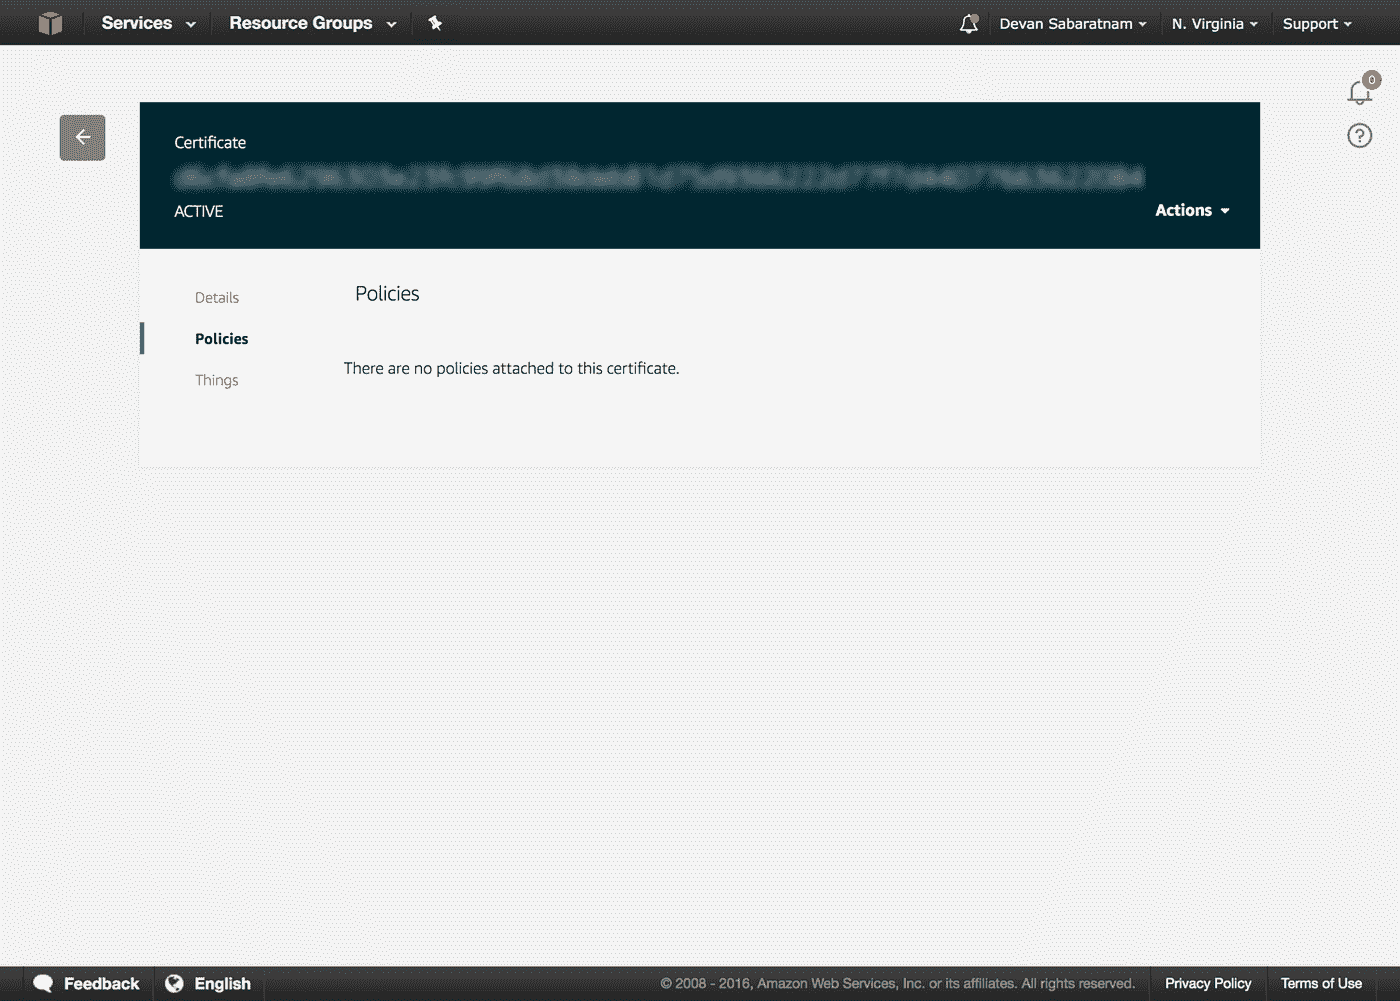 Services Resource Groups Devan Sabaratnam N. Virginia Support
0
Certificate
ACTIVE
Actions
Details
Policies
Policies
There are no policies attached to this certificate.
Things
Feedback English © 2008 - 2016, Amazon Web Services, Inc. or its affiliates. All rights reserved. Privacy Policy Terms of Use